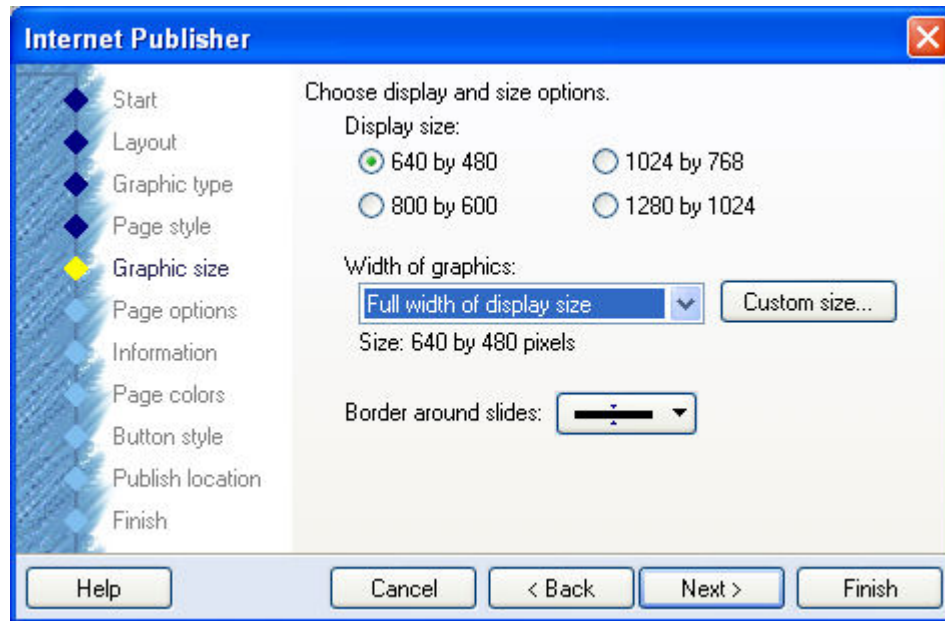 Internet Publisher
Start
Layout
Graphic type
Page style
Graphic size
Page options
Information
Page colors
Button style
Publish location
Finish
Choose display and size options.
Display size:
640 by 480
1024 by 768
800 by 600
1280 by 1024
Width of graphics:
Full width of display size
Custom size...
Size: 640 by 480 pixels
Border around slides:
Help
Cancel
< Back
Next >
Finish